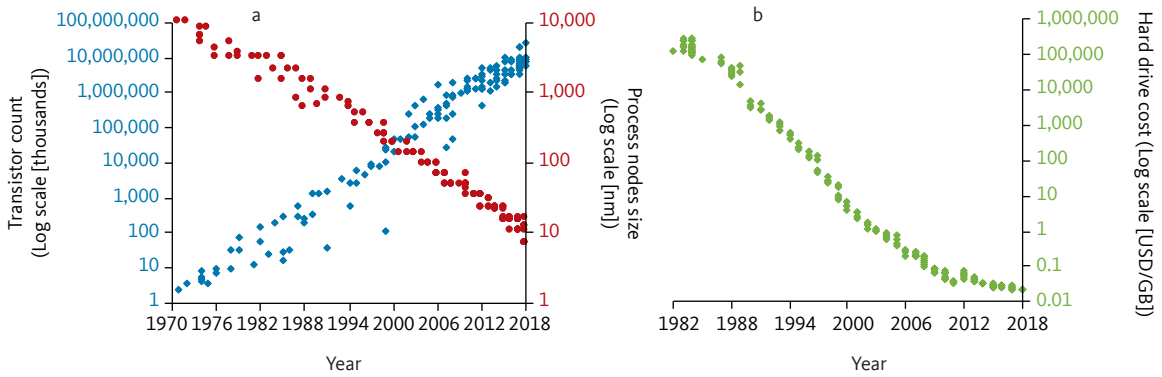 a
Transistor count
(Log scale [thousands])
100,000,000
10,000,000
1,000,000
100,000
10,000
1,000
100
10
1
10,000
1,000
100
10
1
Process nodes size
(Log scale [nm])
1970 1976 1982 1988 1994 2000 2006 2012 2018
Year
b
1,000,000
100,000
10,000
1,000
100
10
1
0.1
0.01
Hard drive cost (Log scale [USD/GB])
1982 1988 1994 2000 2006 2012 2018
Year